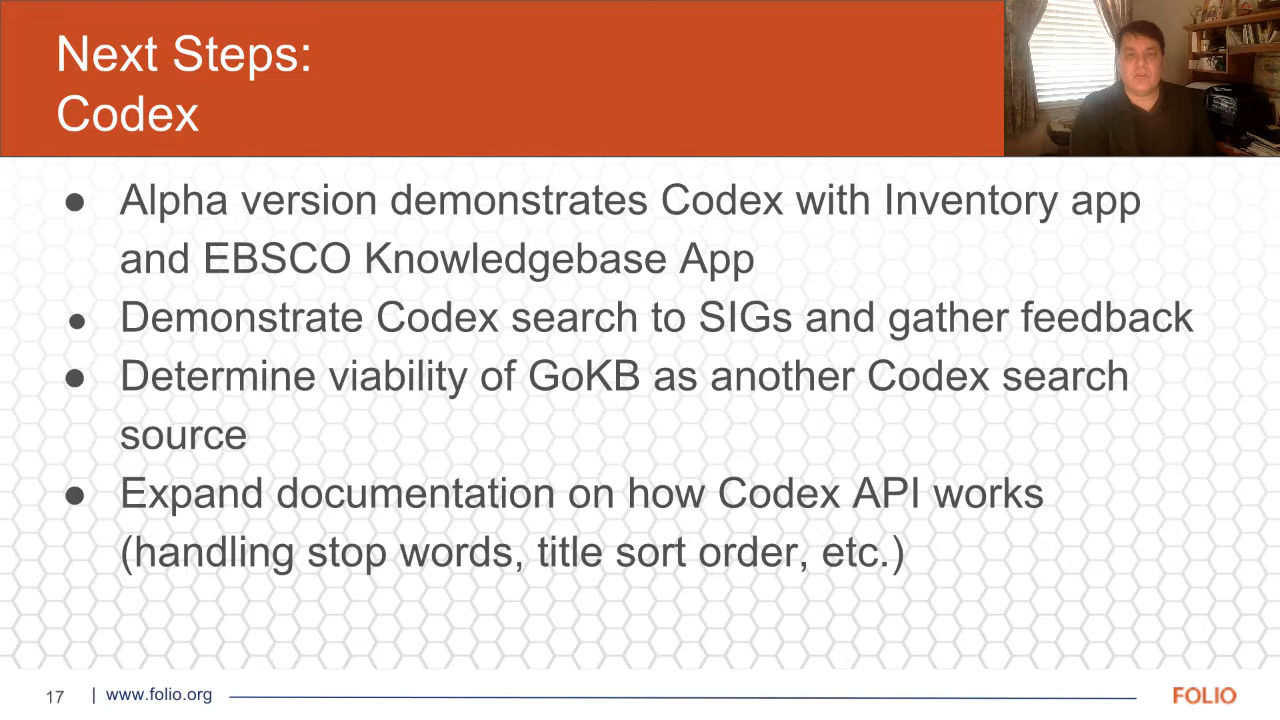 Next Steps:
Codex
● Alpha version demonstrates Codex with Inventory app
and EBSCO Knowledgebase App
● Demonstrate Codex search to SIGs and gather feedback
● Determine viability of GoKB as another Codex search
source
● Expand documentation on how Codex API works
(handling stop words, title sort order, etc.)
17 | www.folio.org FOLIO